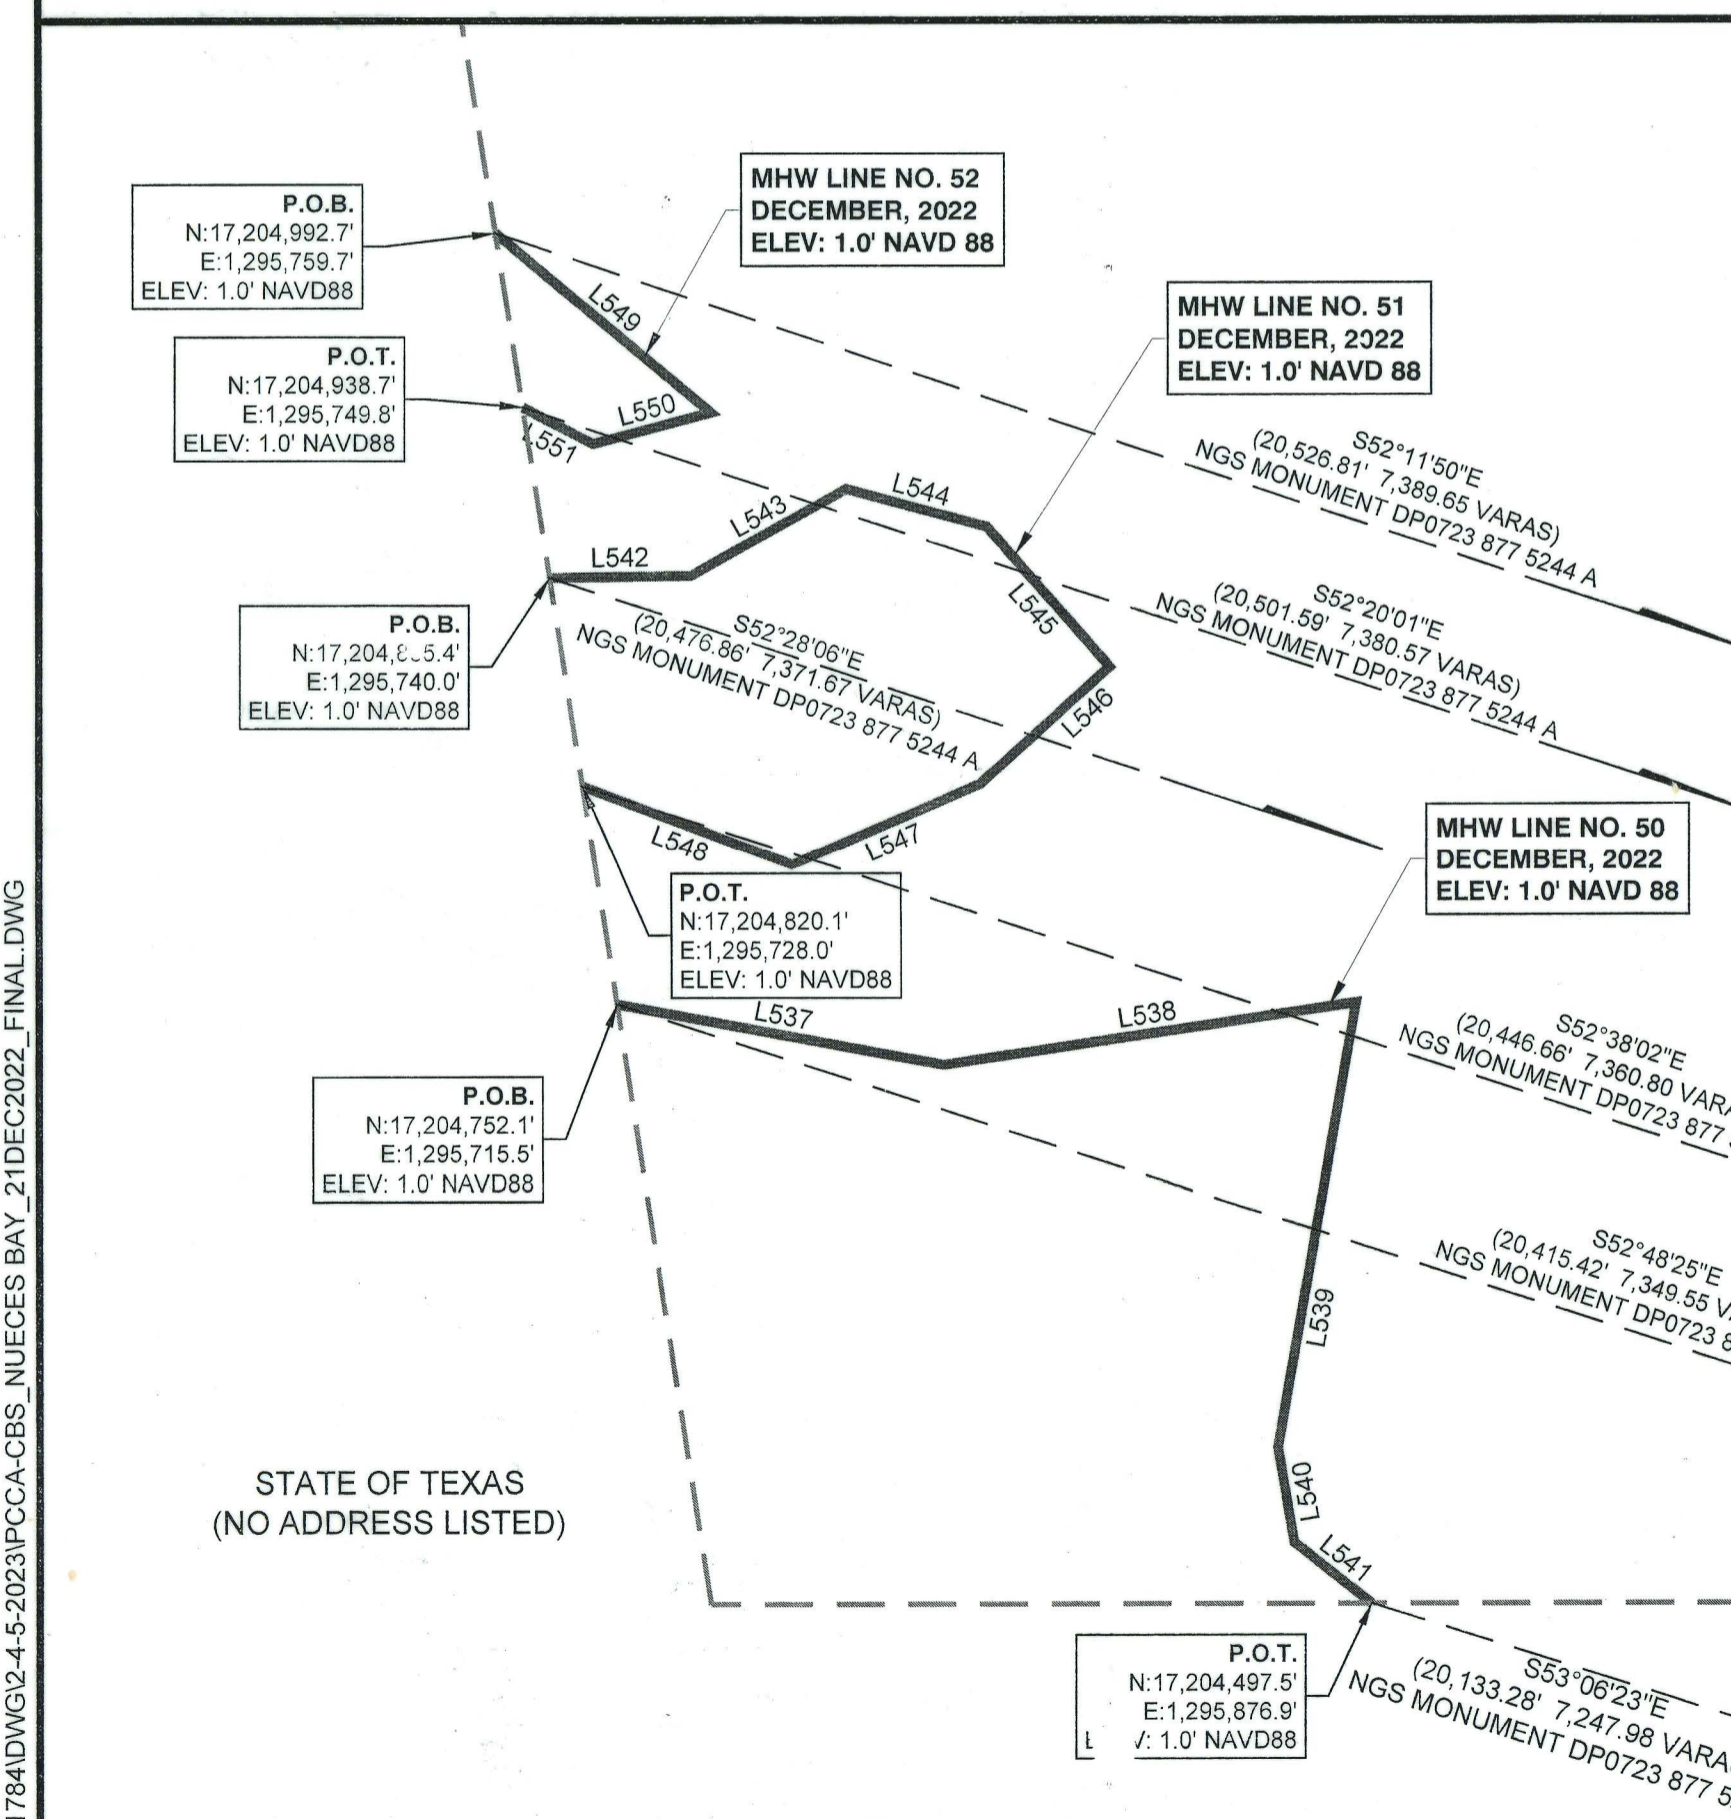 MHW LINE NO. 52
DECEMBER, 2022
ELEV: 1.0' NAVD 88
P.O.B.
N:17,204,992.7'
E:1,295,759.7'
ELEV: 1.0' NAVD88
L549
MHW LINE NO. 51
DECEMBER, 2022
ELEV: 1.0' NAVD 88
P.O.T.
N:17,204,938.7'
E:1,295,749.8'
ELEV: 1.0' NAVD88
L550
L551
S52°11'50"E
(20,526.81' 7,389.65 VARAS)
NGS MONUMENT DP0723 877 5244 A
L544
L543
L542
L545
S52°20'01"E
(20,501.59' 7,380.57 VARAS)
NGS MONUMENT DP0723 877 5244 A
P.O.B.
E:1,295,740.0'
ELEV: 1.0' NAVD88
S52°28'06"E
(20,476.86' 7,371.67 VARAS)
NGS MONUMENT DP0723 877 5244 A
L546
L547
L548
MHW LINE NO. 50
DECEMBER, 2022
ELEV: 1.0' NAVD 88
P.O.T.
N:17,204,820.1'
E:1,295,728.0'
ELEV: 1.0' NAVD88
L537
L538
S52°38'02"E
(20,446.66' 7,360.80
NGS MONUMENT DP0723 877
P.O.B.
N:17,204,752.1'
E:1,295,715.5'
ELEV: 1.0' NAVD88
S52°48'25"E
(20,415.42' 7,349.55
NGS MONUMENT DP0723
L539
L540
L541
STATE OF TEXAS
(NO ADDRESS LISTED)
P.O.T.
N:17,204,497.5'
E:1,295,876.9'
1.0' NAVD88
S53°06'23"E
(20,133.28' 7,247.98
NGS MONUMENT DP0723 877
1784\DWG\2-4-5-2023\PCCA-CBS_NUECES BAY_21DEC2022_FINAL.DWG